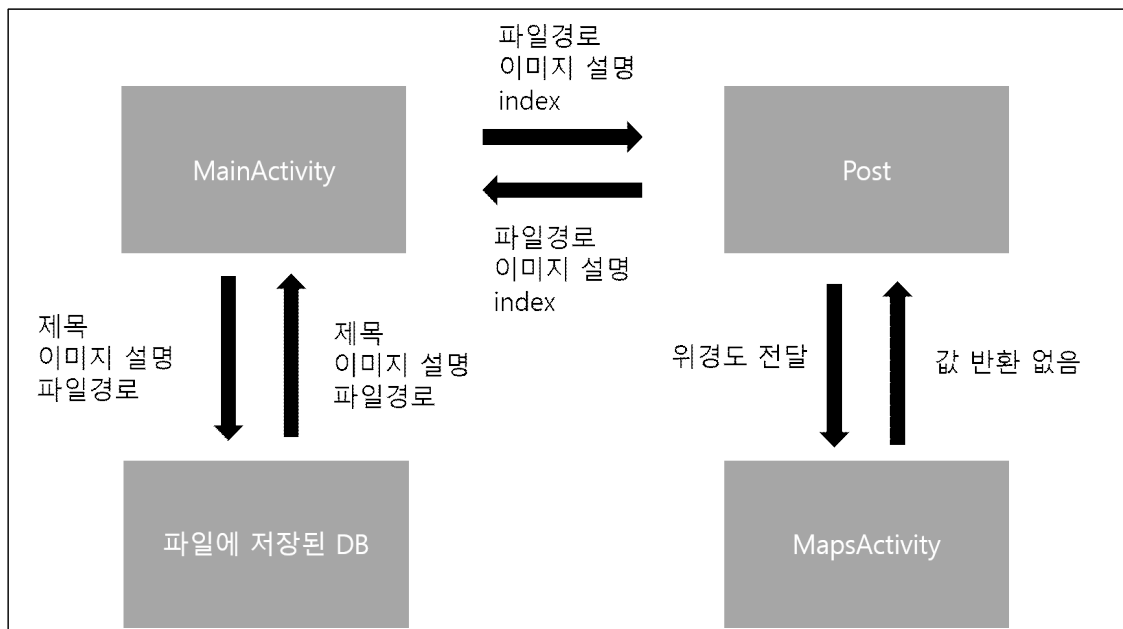 파일경로
이미지 설명
index
MainActivity
Post
파일경로
이미지 설명
index
제목
이미지 설명
파일경로
제목
이미지 설명
파일경로
위경도 전달
값 반환 없음
파일에 저장된 DB
MapsActivity